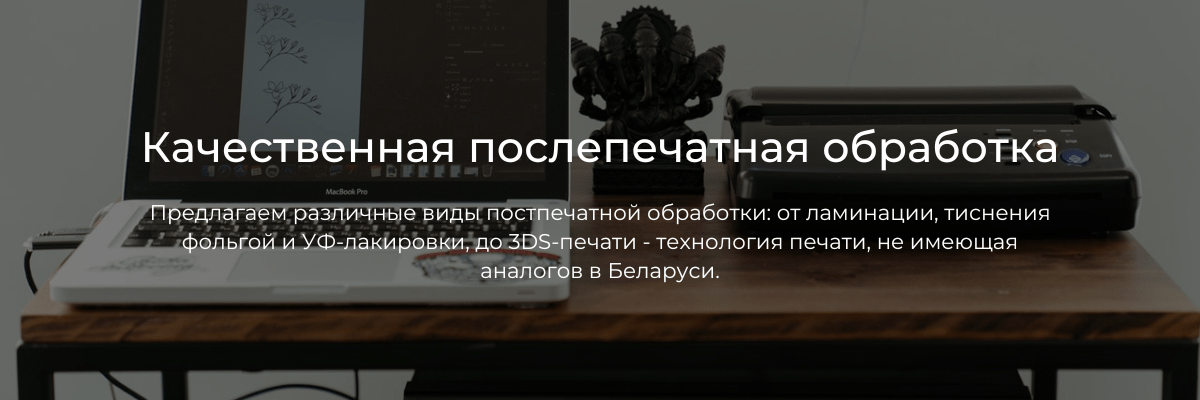 MacBook Pro
Качественная послепечатная обработка
Предлагаем различные виды постпечатной обработки: от ламинации, тиснения
фольгой и УФ-лакировки, до 3DS-печати - технология печати, не имеющая
аналогов в Беларуси.